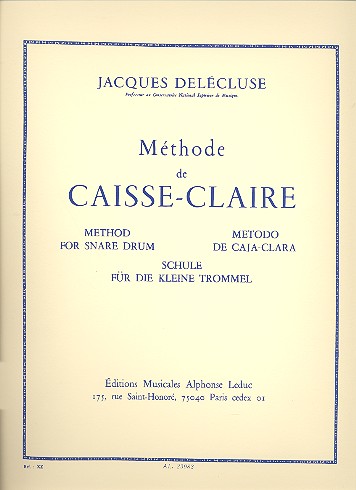 JACQUES DELÉCLUSE
Professeur au Conservatoire National Supérieur de Musique
Méthode
de
CAISSE-CLAIRE
METHOD
FOR SNARE DRUM
METODO
DE CAJA-CLARA
SCHULE
FÜR DIE KLEINE TROMMEL
Éditions Musicales Alphonse Leduc
175, rue Saint-Honoré, 75040 Paris cedex 01
A.L.